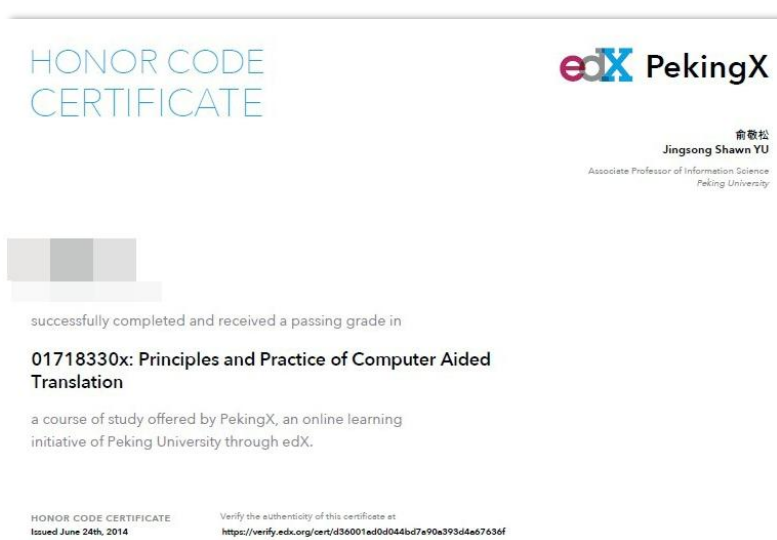 HONOR CODE
CERTIFICATE
edX PekingX
俞敬松
Jingsong Shawn YU
Associate Professor of Information Science
Peking University
successfully completed and received a passing grade in
01718330x: Principles and Practice of Computer Aided
Translation
a course of study offered by PekingX, an online learning
initiative of Peking University through edX.
HONOR CODE CERTIFICATE
Issued June 24th, 2014
Verify the authenticity of this certificate at
https://verify.edx.org/cert/d36001ad0d044bd7a90a393d4a67636f